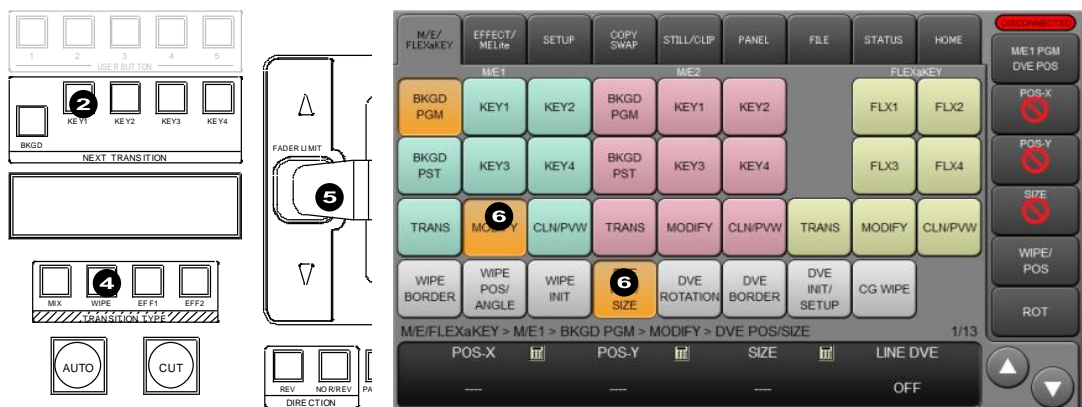 1 2 3 4 5
USER BUTTON
2
KEY1 KEY2 KEY3 KEY4
BKGD
NEXT TRANSITION
4
MIX WIPE EFF1 EFF2
TRANSITION TYPE
AUTO CUT
FADER LIMIT
5
REV NOR/REV PA
DIRECTION
M/E/ FLEXaKEY
EFFECT/ MELite
SETUP
COPY SWAP
STILL/CLIP
PANEL
FILE
STATUS
HOME
M/E1 M/E2 FLEXaKEY
BKGD PGM
KEY1
KEY2
BKGD PGM
KEY1
KEY2
FLX1
FLX2
BKGD PST
KEY3
KEY4
BKGD PST
KEY3
KEY4
FLX3
FLX4
TRANS
6
CLN/PVW
TRANS
MODIFY
CLN/PVW
TRANS
MODIFY
CLN/PVW
WIPE BORDER
WIPE POS/ ANGLE
WIPE INIT
6
SIZE
DVE ROTATION
DVE BORDER
DVE INIT/ SETUP
CG WIPE
M/E/FLEXaKEY > M/E1 > BKGD PGM > MODIFY > DVE POS/SIZE 1/13
POS-X POS-Y SIZE LINE DVE
---- ---- ---- OFF
DISCONNECTED
M/E1 PGM
DVE POS
POS-X
POS-Y
SIZE
WIPE/
POS
ROT